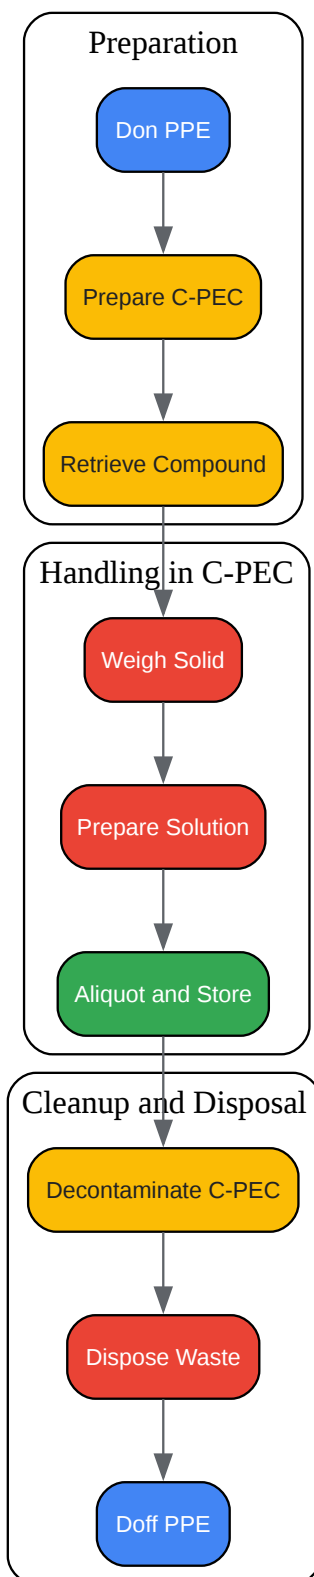 Preparation
Don PPE
Prepare C-PEC
Retrieve Compound
Handling in C-PEC
Weigh Solid
Prepare Solution
Aliquot and Store
Cleanup and Disposal
Decontaminate C-PEC
Dispose Waste
Doff PPE